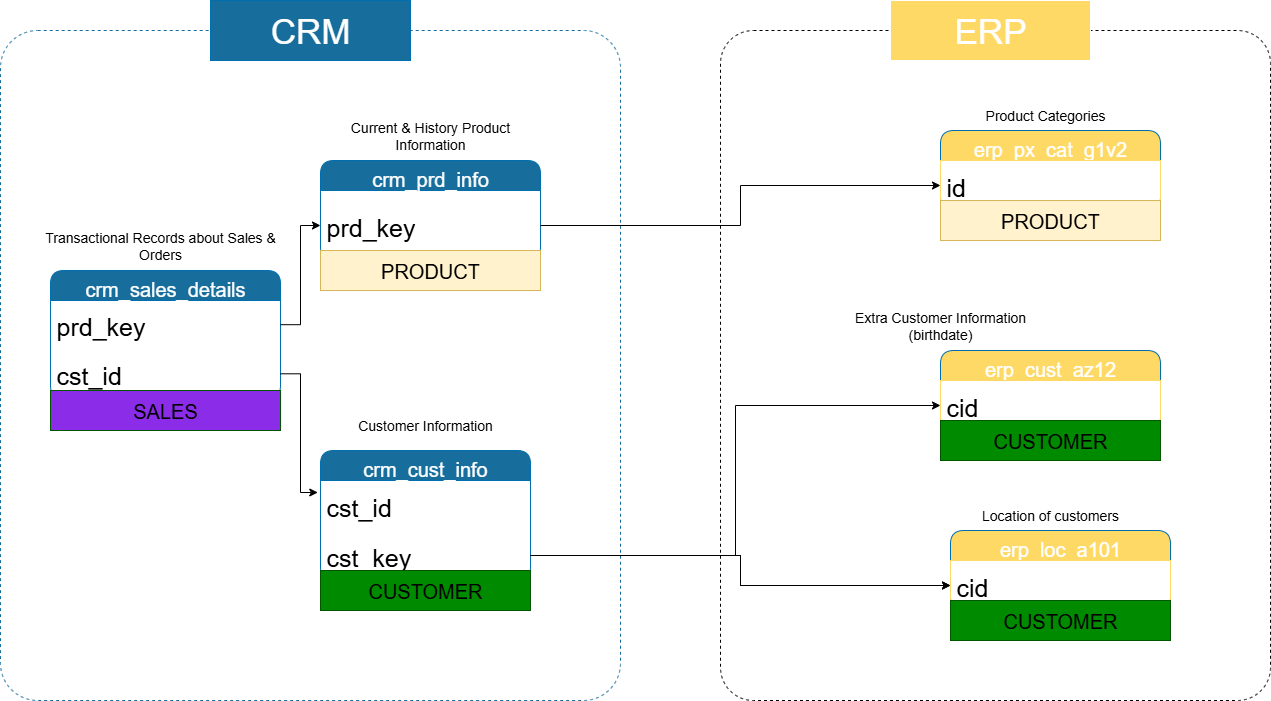 CRM
ERP
Current & History Product
Information
crm_prd_info
prd_key
PRODUCT
Transactional Records about Sales &
Orders
crm_sales_details
prd_key
cst_id
SALES
Customer Information
crm_cust_info
cst_id
cst_key
CUSTOMER
Product Categories
erp_px_cat_g1v2
id
PRODUCT
Extra Customer Information
(birthdate)
erp_cust_az12
cid
CUSTOMER
Location of customers
erp_loc_a101
cid
CUSTOMER